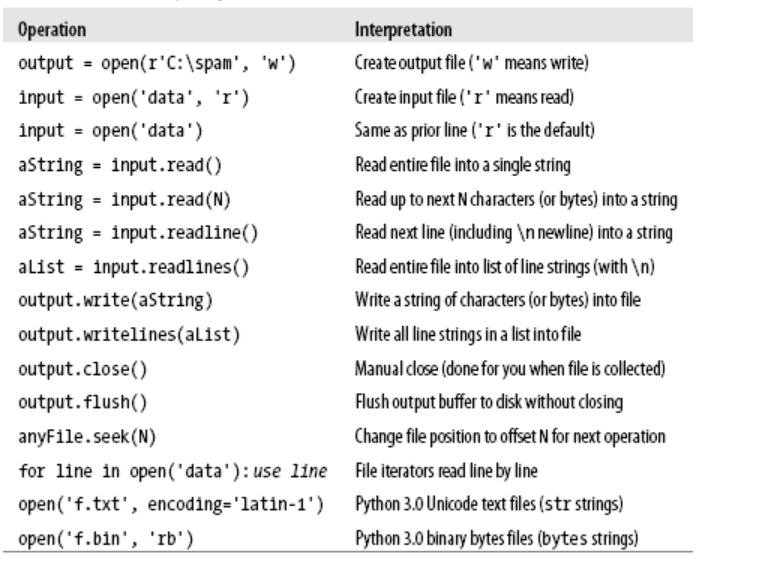 Operation Interpretation
output = open(r'C:\spam', 'w') Create output file ('w' means write)
input = open('data', 'r') Create input file ('r' means read)
input = open('data') Same as prior line ('r' is the default)
aString = input.read() Read entire file into a single string
aString = input.read(N) Read up to next N characters (or bytes) into a string
aString = input.readline() Read next line (including \n newline) into a string
aList = input.readlines() Read entire file into list of line strings (with \n)
output.write(aString) Write a string of characters (or bytes) into file
output.writelines(aList) Write all line strings in a list into file
output.close() Manual close (done for you when file is collected)
output.flush() Flush output buffer to disk without closing
anyFile.seek(N) Change file position to offset N for next operation
for line in open('data'): use line File iterators read line by line
open('f.txt', encoding='latin-1') Python 3.0 Unicode text files (str strings)
open('f.bin', 'rb') Python 3.0 binary bytes files (bytes strings)